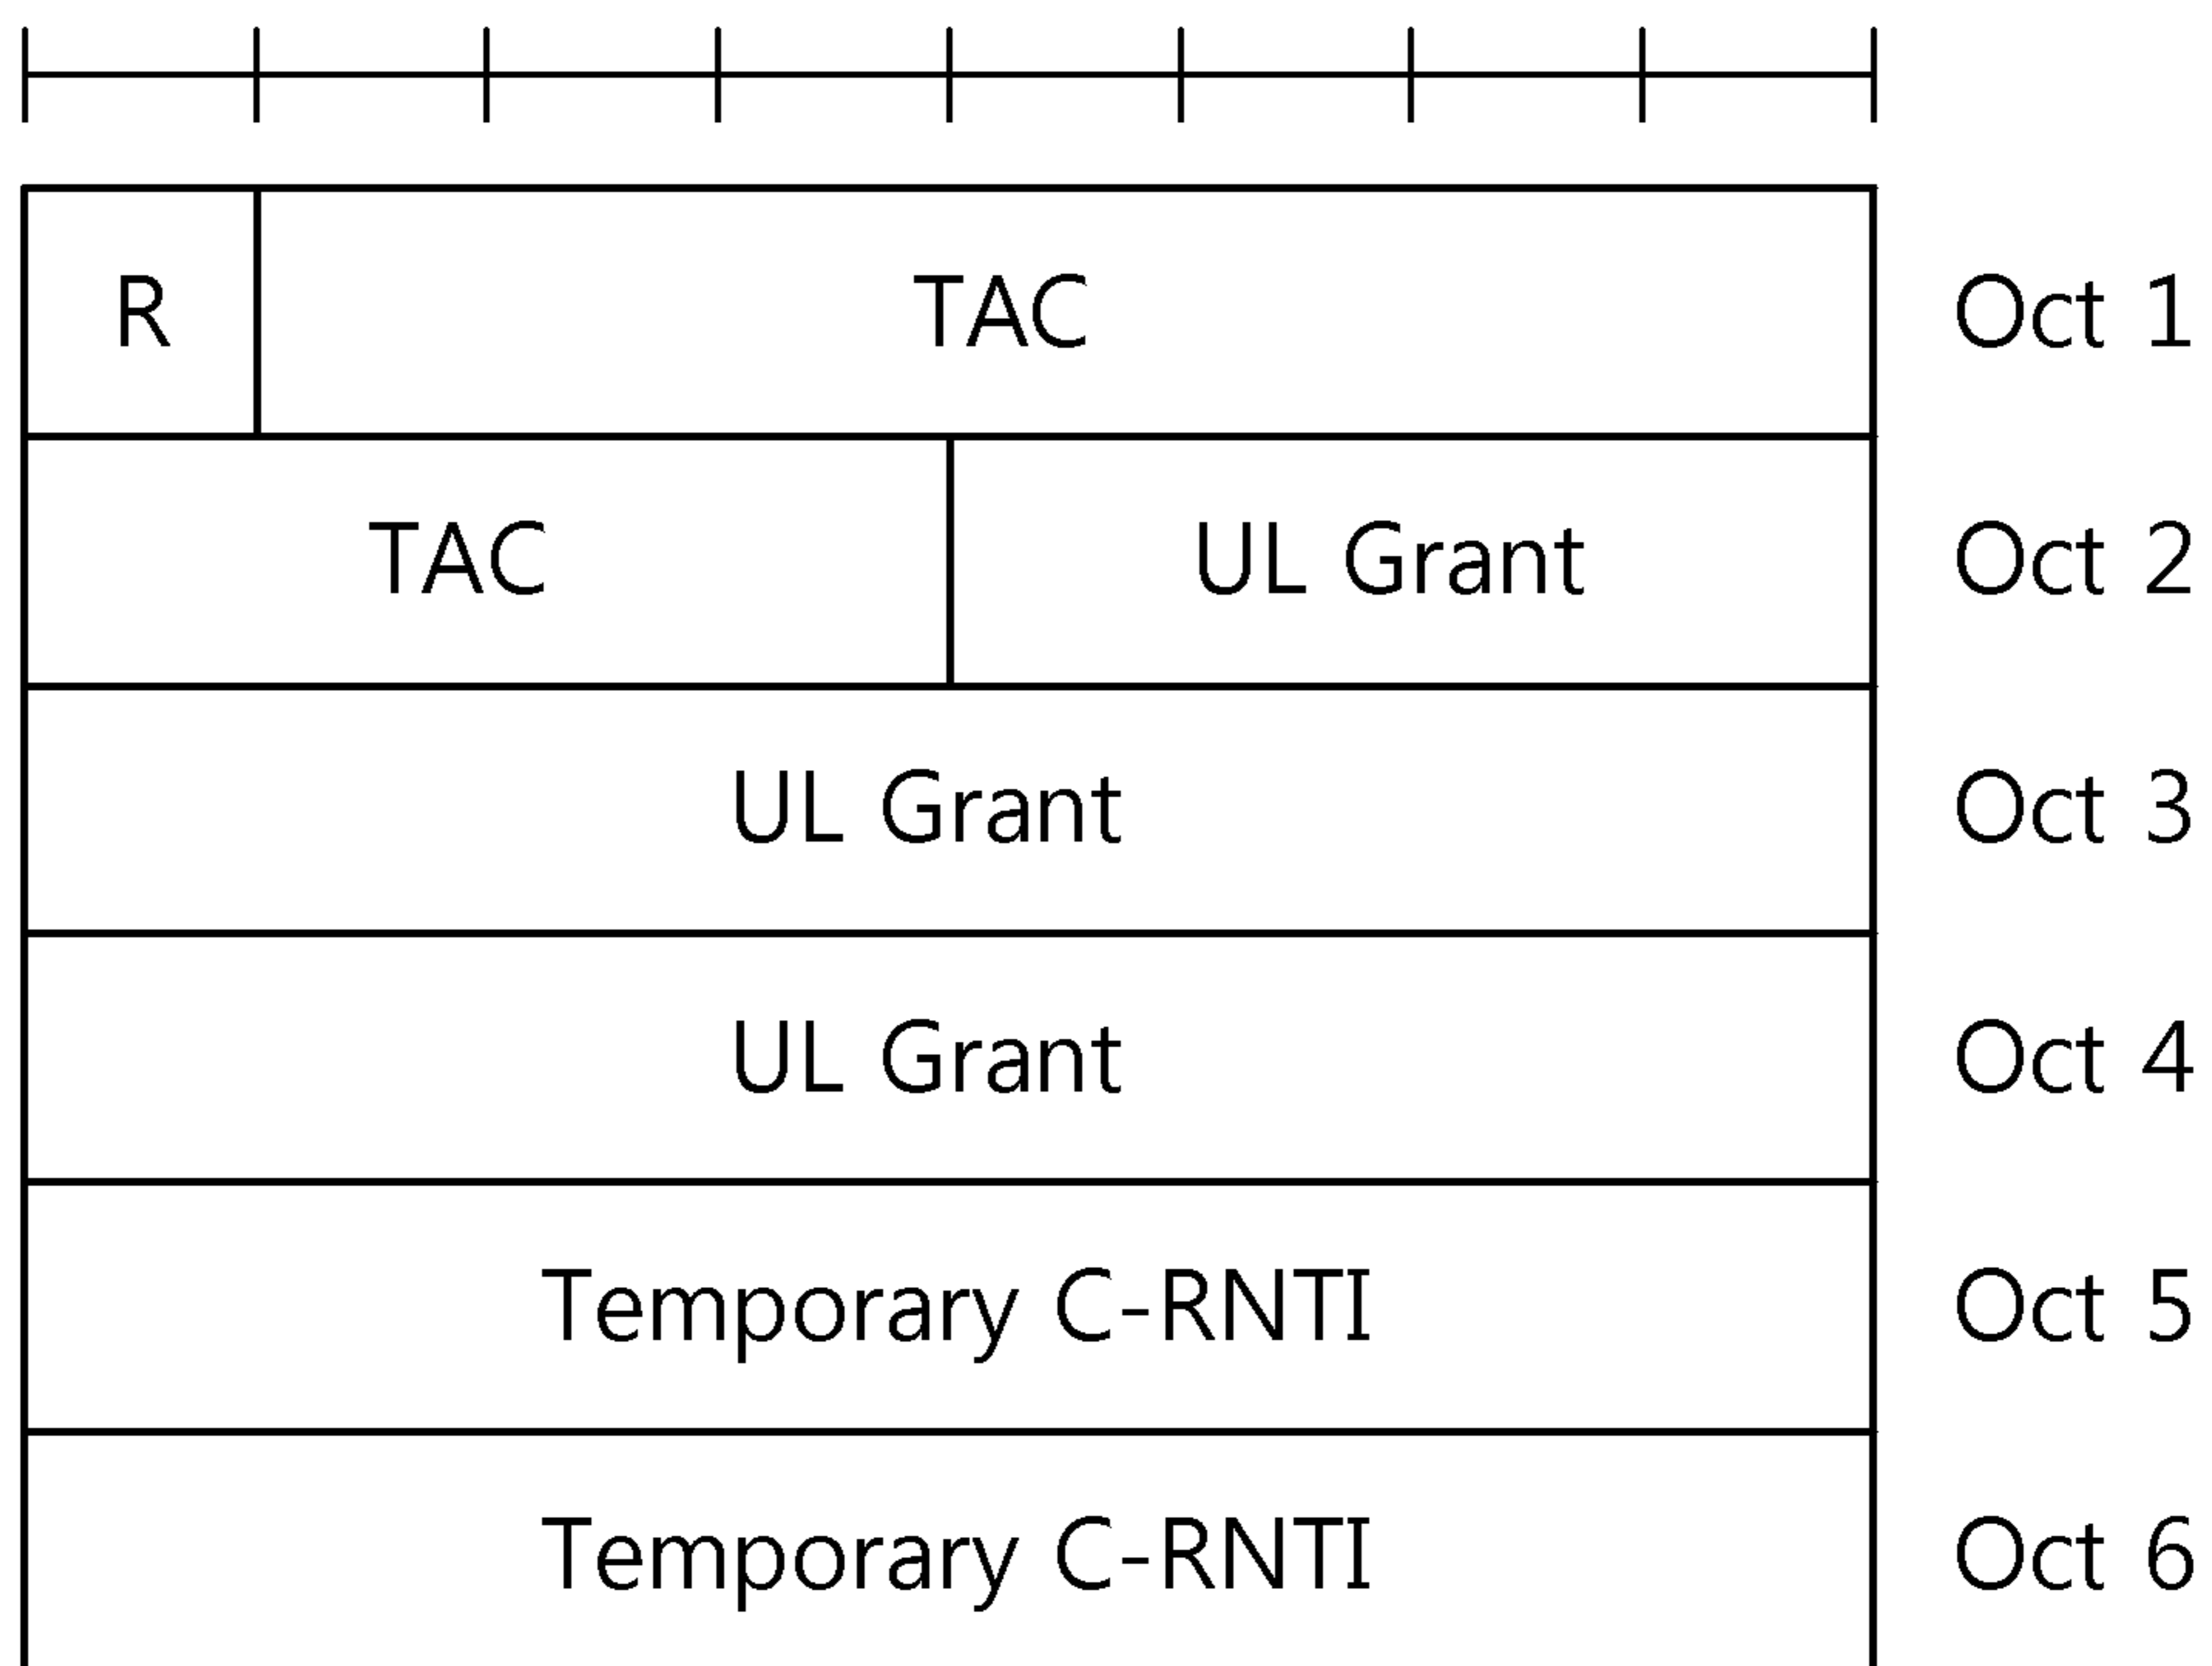 R TAC Oct 1
TAC UL Grant Oct 2
UL Grant Oct 3
UL Grant Oct 4
Temporary C-RNTI Oct 5
Temporary C-RNTI Oct 6